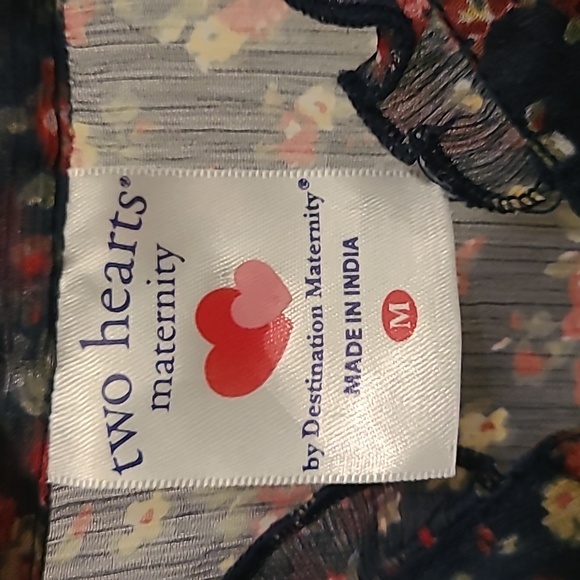 two hearts®
maternity
by Destination Maternity®
MADE IN INDIA
M